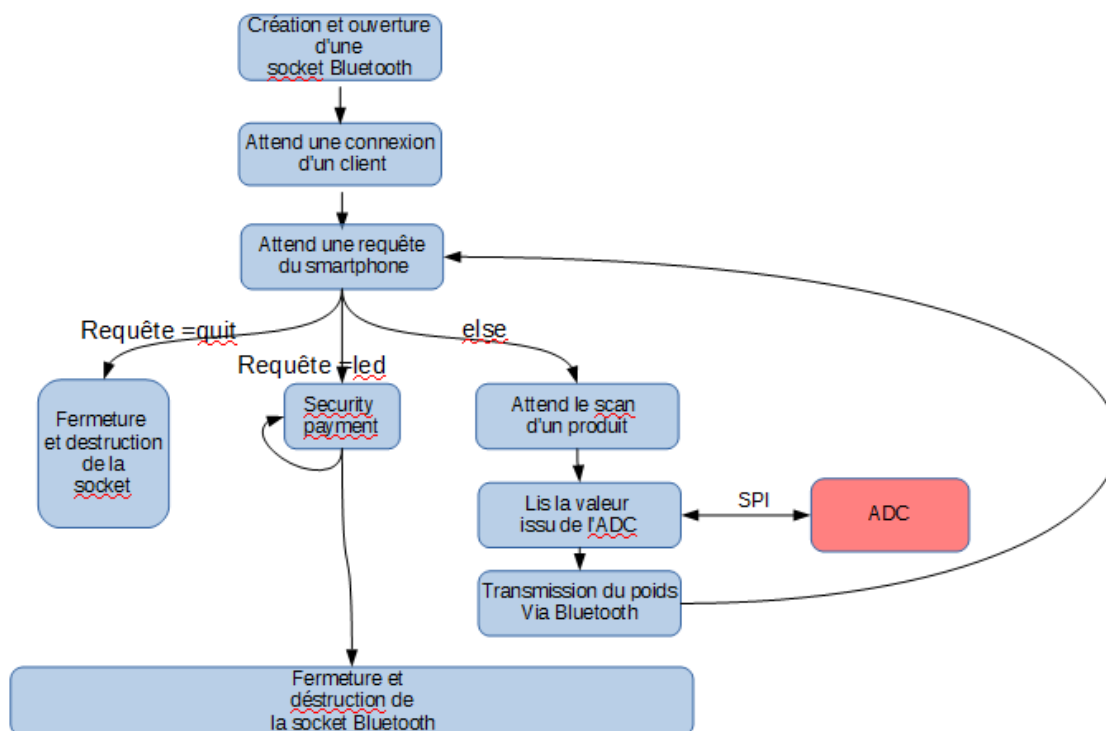 Création et ouverture
d'une
socket Bluetooth
Attend une connexion
d'un client
Attend une requête
du smartphone
Requête =quit
else
Requête =led
Fermeture
et destruction
de la
socket
Security
payment
Attend le scan
d'un produit
Lis la valeur
issu de l'ADC
SPI
ADC
Transmission du poids
Via Bluetooth
Fermeture et
déstruction de
la socket Bluetooth